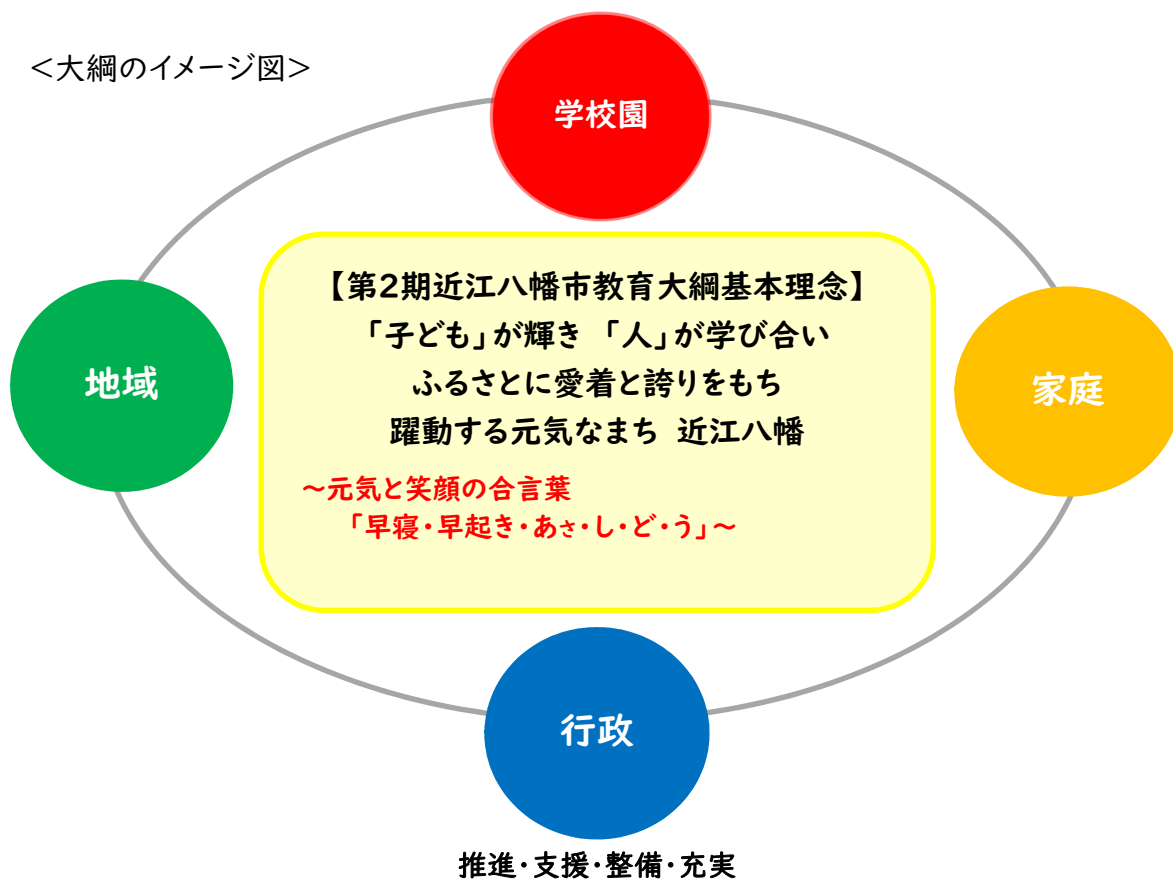 ＜大綱のイメージ図＞
学校園
【第2期近江八幡市教育大綱基本理念】
「子ども」が輝き 「人」が学び合い
ふるさとに愛着と誇りをもち
躍動する元気なまち 近江八幡
～元気と笑顔の合言葉
「早寝・早起き・あさ・し・ど・う」～
地域
家庭
行政
推進・支援・整備・充実